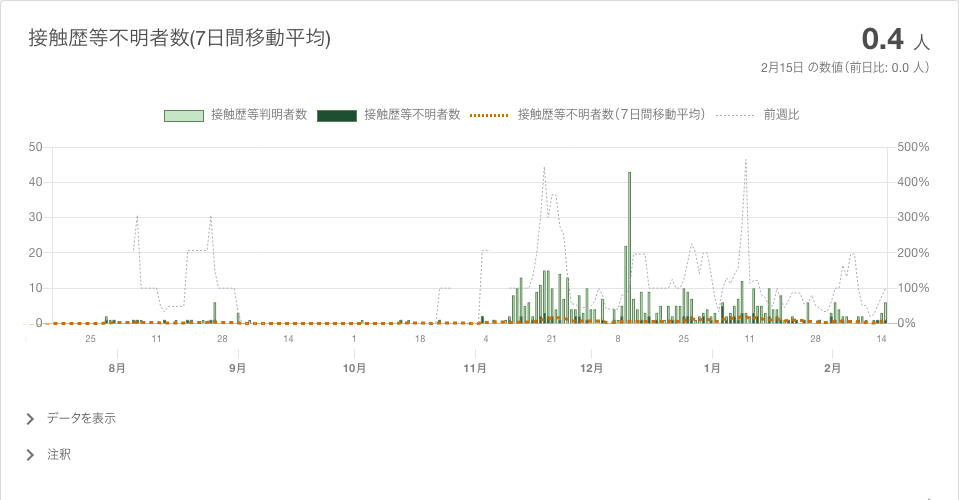 接触歴等不明者数(7日間移動平均)
0.4 人
2月15日 の数値（前日比: 0.0 人）
接触歴等判明者数 接触歴等不明者数 接触歴等不明者数（7日間移動平均） 前週比
50 500%
40 400%
30 300%
20 200%
10 100%
0 0%
25 11 28 14 1 18 4 21 8 25 11 28 14
8月 9月 10月 11月 12月 1月 2月
データを表示
注釈